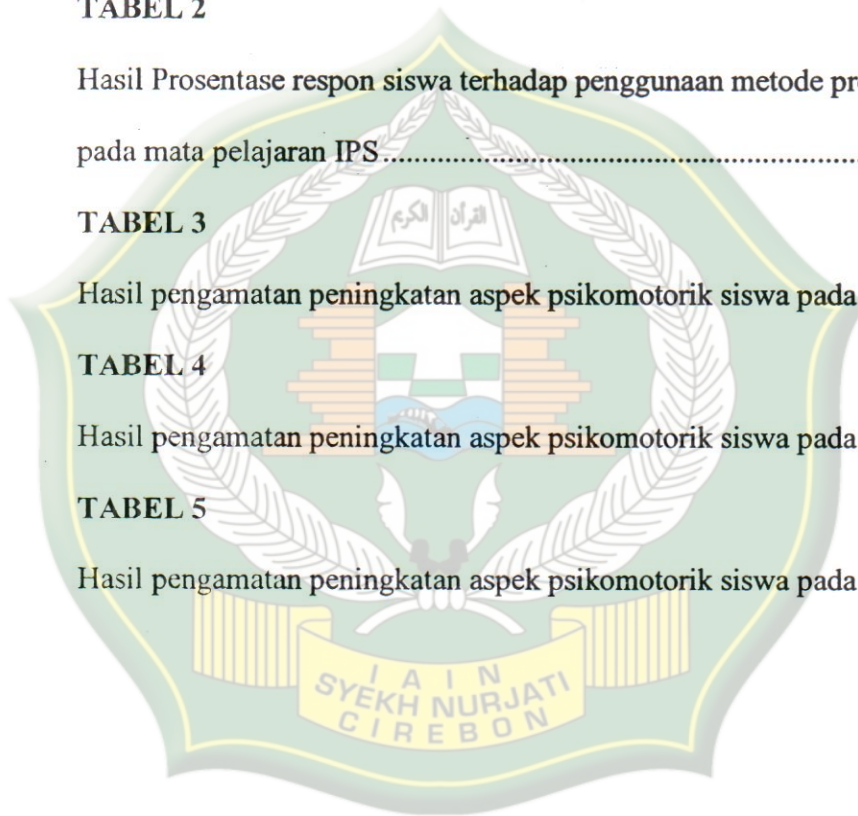 TABEL 2
Hasil Prosentase respon siswa terhadap penggunaan metode
pada mata pelajaran IPS..........................................................
TABEL 3
Hasil pengamatan peningkatan aspek psikomotorik siswa pada
TABEL 4
Hasil pengamatan peningkatan aspek psikomotorik siswa pada
TABEL 5
Hasil pengamatan peningkatan aspek psikomotorik siswa pada
القرآن الكريم
I A I N
SYEKH NURJATI
CIREBON